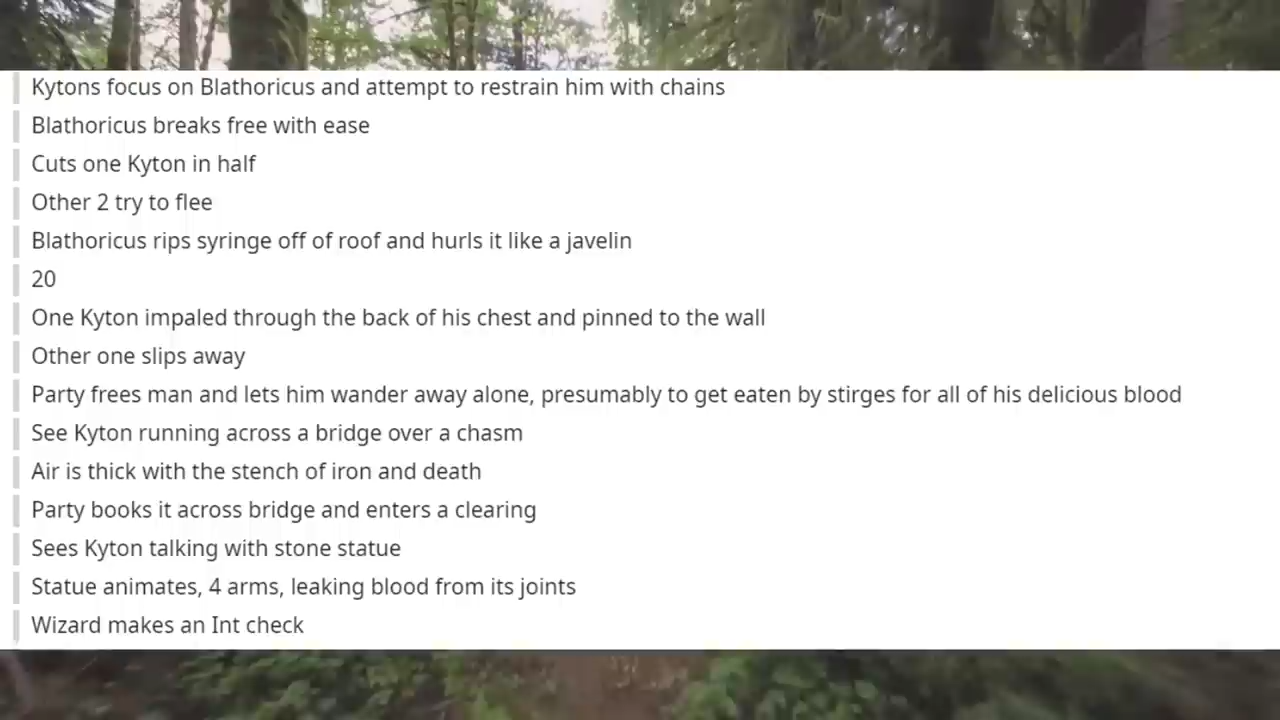 Kytons focus on Blathoricus and attempt to restrain him with chains
Blathoricus breaks free with ease
Cuts one Kyton in half
Other 2 try to flee
Blathoricus rips syringe off of roof and hurls it like a javelin
20
One Kyton impaled through the back of his chest and pinned to the wall
Other one slips away
Party frees man and lets him wander away alone, presumably to get eaten by stirges for all of his delicious blood
See Kyton running across a bridge over a chasm
Air is thick with the stench of iron and death
Party books it across bridge and enters a clearing
Sees Kyton talking with stone statue
Statue animates, 4 arms, leaking blood from its joints
Wizard makes an Int check